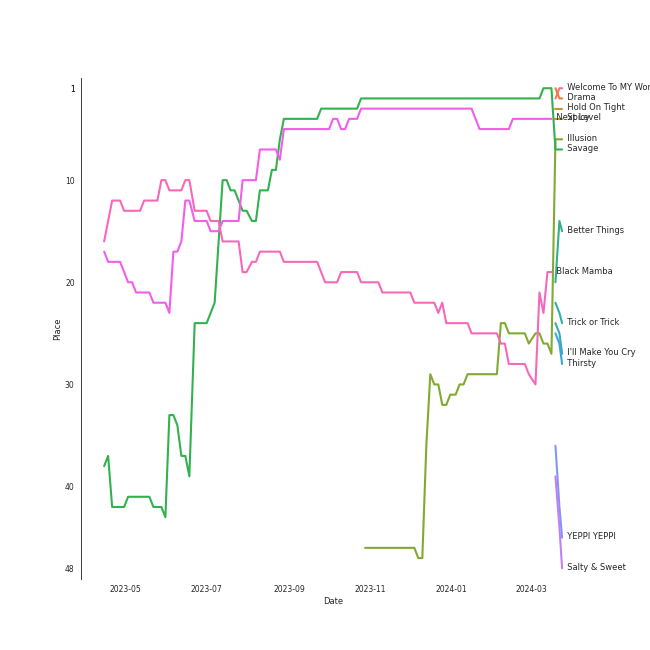 1
10
20
30
40
48
Place
2023-05
2023-07
2023-09
2023-11
2024-01
2024-03
Date
Welcome To MY Wor
Drama
Hold On Tight
Next Level
Spicy
Illusion
Savage
Better Things
Black Mamba
Trick or Trick
I'll Make You Cry
Thirsty
YEPPI YEPPI
Salty & Sweet